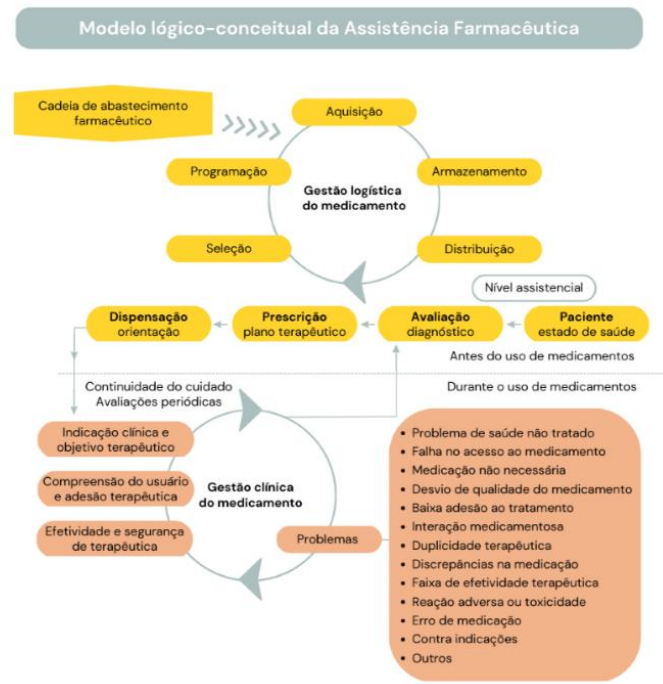 Modelo lógico-conceitual da Assistência Farmacêutica
Cadeia de abastecimento
farmacêutico
Aquisição
Programação
Armazenamento
Gestão logística
do medicamento
Seleção
Distribuição
Nível assistencial
Dispensação
orientação
Prescrição
plano terapêutico
Avaliação
diagnóstico
Paciente
estado de saúde
Antes do uso de medicamentos
Continuidade do cuidado
Avaliações periódicas
Durante o uso de medicamentos
Indicação clínica e
objetivo terapêutico
Compreensão do usuário
e adesão terapêutica
Efetividade e segurança
de terapêutica
Gestão clínica
do medicamento
Problemas
• Problema de saúde não tratado
• Falha no acesso ao medicamento
• Medicação não necessária
• Desvio de qualidade do medicamento
• Baixa adesão ao tratamento
• Interação medicamentosa
• Duplicidade terapêutica
• Discrepâncias na medicação
• Faixa de efetividade terapêutica
• Reação adversa ou toxicidade
• Erro de medicação
• Contra indicações
• Outros